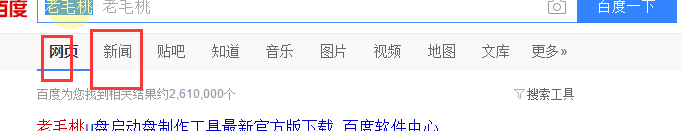 百度 老毛桃 老毛桃 百度一下
网页 新闻 贴吧 知道 音乐 图片 视频 地图 文库 更多»
百度为您找到相关结果约2,610,000个 搜索工具
老毛桃u盘启动盘制作工具最新官方版下载_百度软件中心